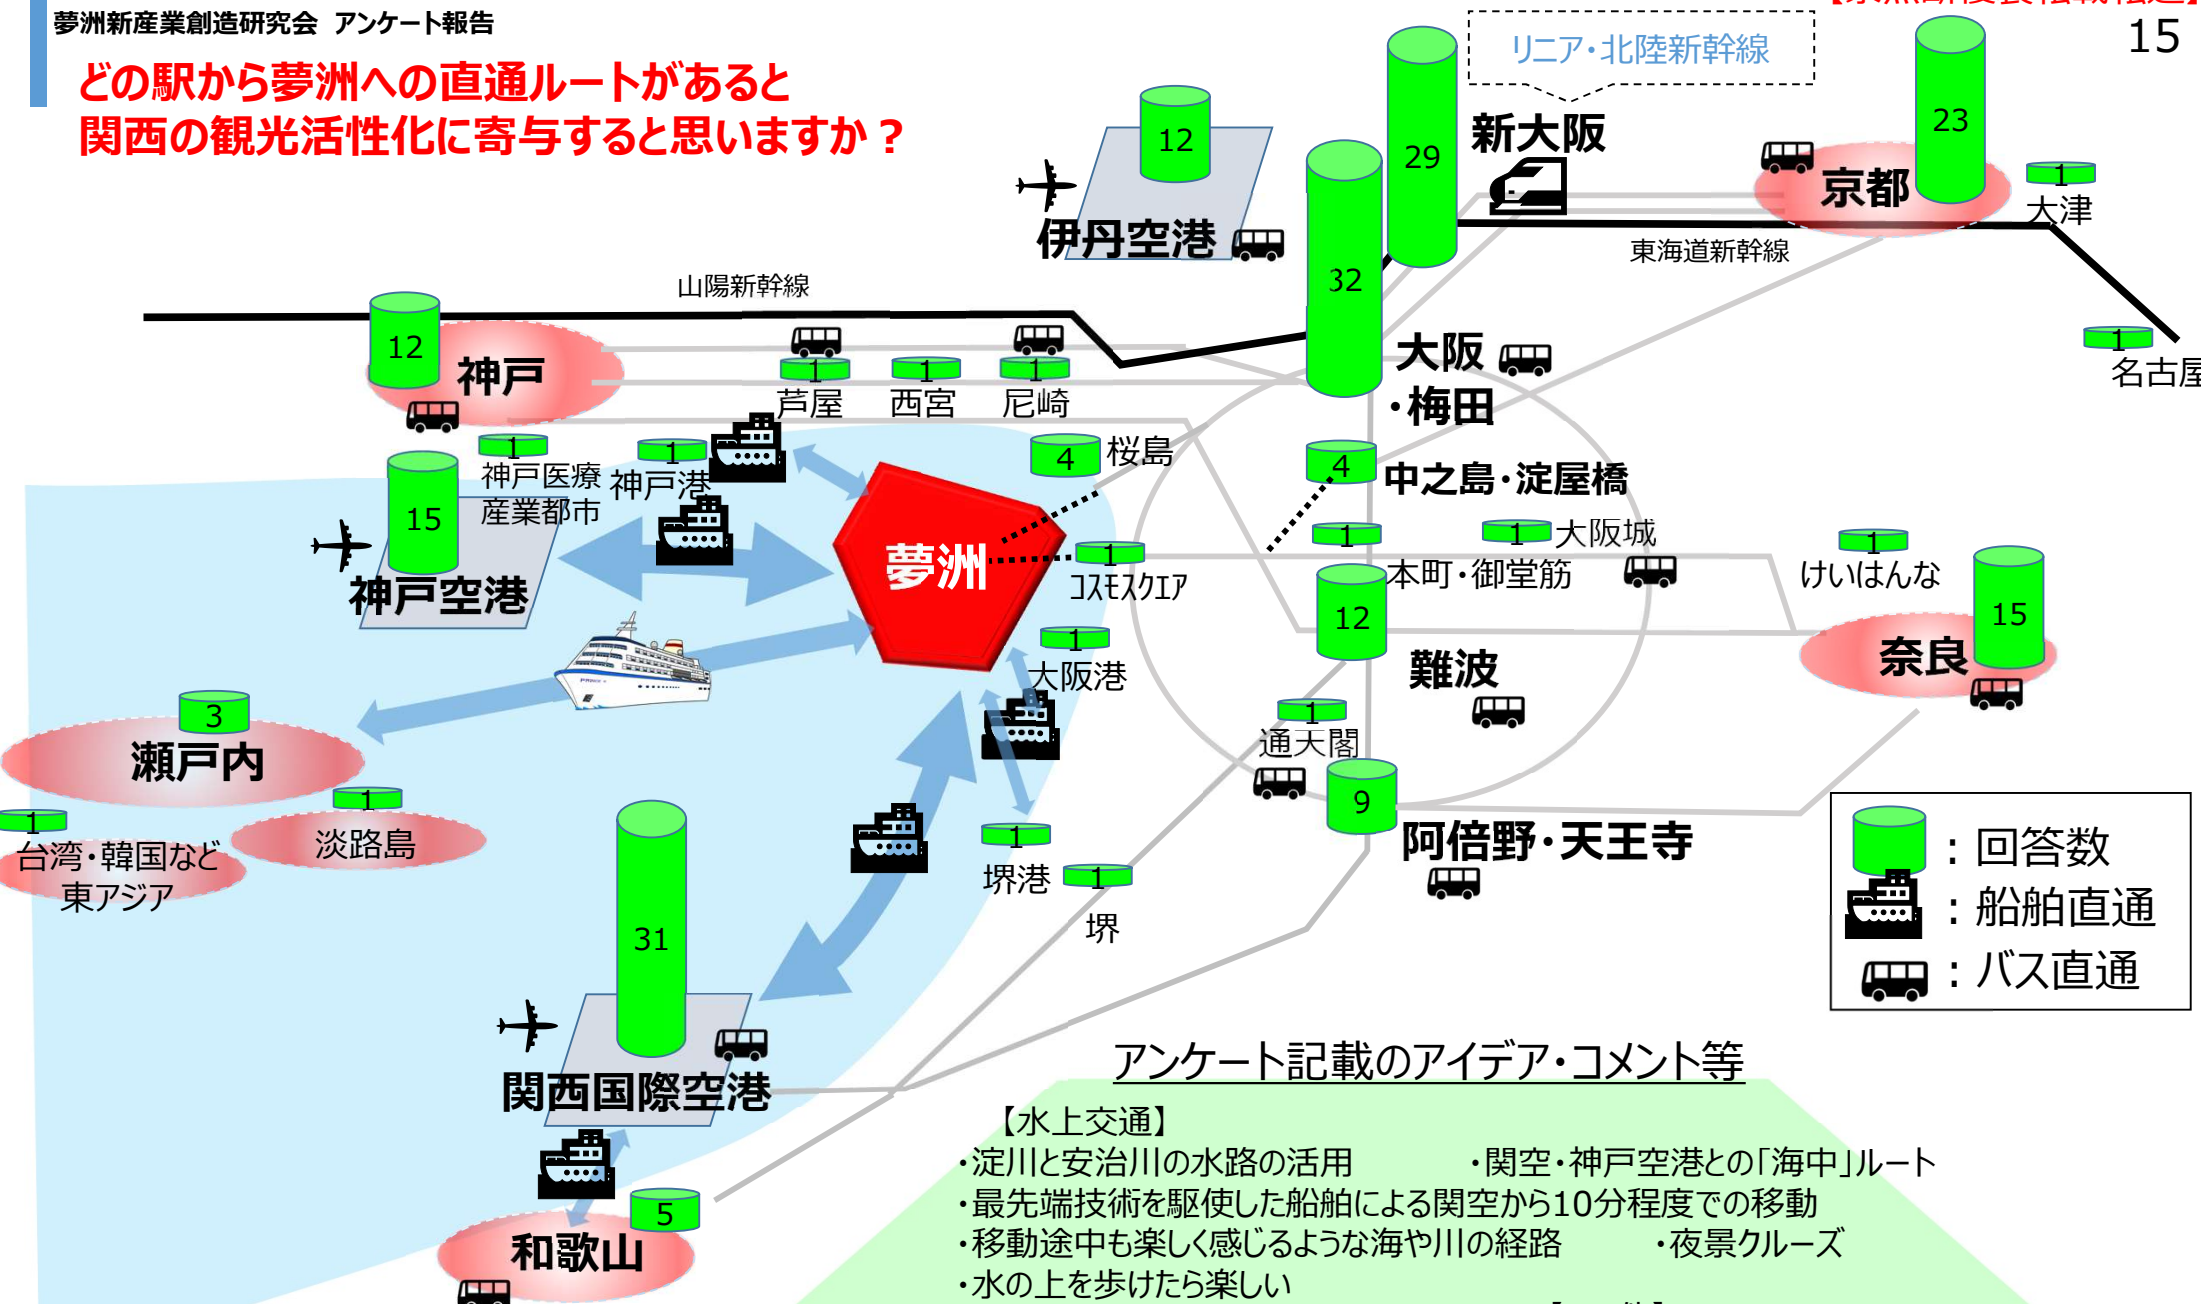 夢洲新産業創造研究会 アンケート報告
15
どの駅から夢洲への直通ルートがあると
関西の観光活性化に寄与すると思いますか？
リニア・北陸新幹線
新大阪
29
23
京都
1
大津
12
伊丹空港
東海道新幹線
32
山陽新幹線
12
神戸
1
芦屋
1
西宮
1
尼崎
大阪
・梅田
1
名古屋
1
神戸医療
産業都市
1
神戸港
4
桜島
4
中之島・淀屋橋
15
神戸空港
夢洲
1
コスモスクエア
1
本町・御堂筋
1
大阪城
1
けいはんな
15
奈良
12
難波
1
大阪港
3
瀬戸内
1
通天閣
9
阿倍野・天王寺
1
淡路島
1
台湾・韓国など
東アジア
1
堺港
1
堺
31
関西国際空港
5
和歌山
：回答数
：船舶直通
：バス直通
アンケート記載のアイデア・コメント等
【水上交通】
・淀川と安治川の水路の活用 ・関空・神戸空港との「海中」ルート
・最先端技術を駆使した船舶による関空から10分程度での移動
・移動途中も楽しく感じるような海や川の経路 ・夜景クルーズ
・水の上を歩けたら楽しい